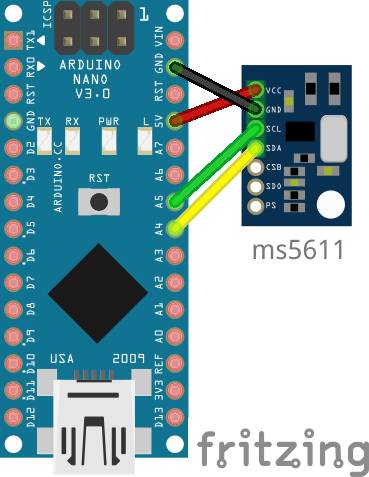 ICSP
1
TX1
RX0
RST
GND
D2
D3
D4
D5
D6
D7
D8
D9
D10
D11
D12
ARDUINO
NANO
V3.0
TX RX PWR L
ARDUINO.CC
RST
USA 2009
VIN
GND
RST
5V
A7
A6
A5
A4
A3
A2
A1
A0
REF
3V3
D13
VCC
GND
SCL
SDA
CSB
SDO
PS
ms5611
fritzing